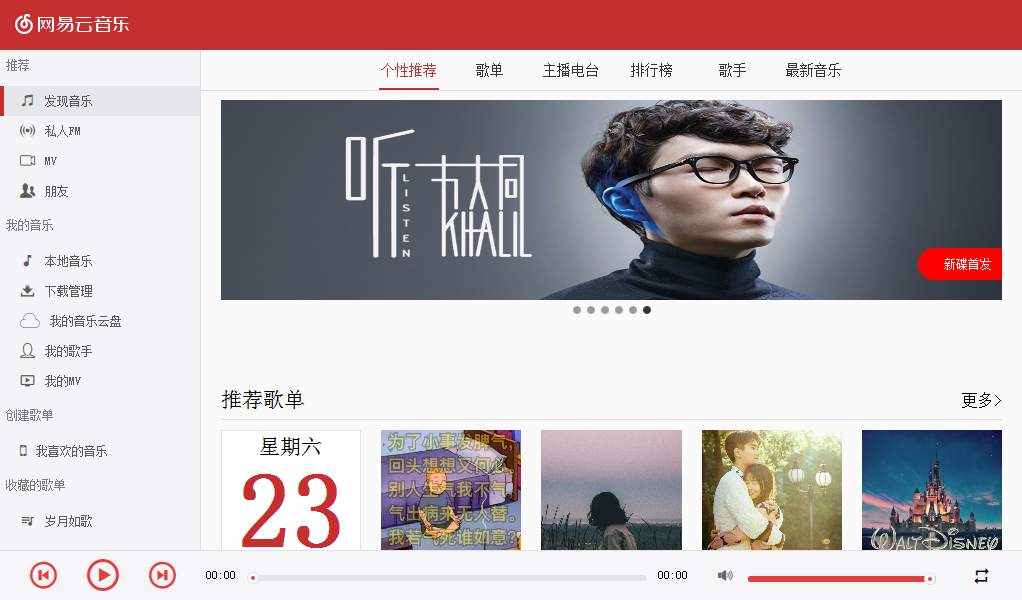 网易云音乐
推荐
发现音乐
私人FM
MV
朋友
我的音乐
本地音乐
下载管理
我的音乐云盘
我的歌手
我的MV
创建歌单
我喜欢的音乐
收藏的歌单
岁月如歌
个性推荐 歌单 主播电台 排行榜 歌手 最新音乐
听
LISTEN
方大同
KHALIL
新碟首发
推荐歌单
更多>
星期六
23
为了小事发脾气,
回头想想又何必。
别人生气我不气,
气出病来无人替。
我若气死谁如意?
WALT DISNEY
00:00
00:00